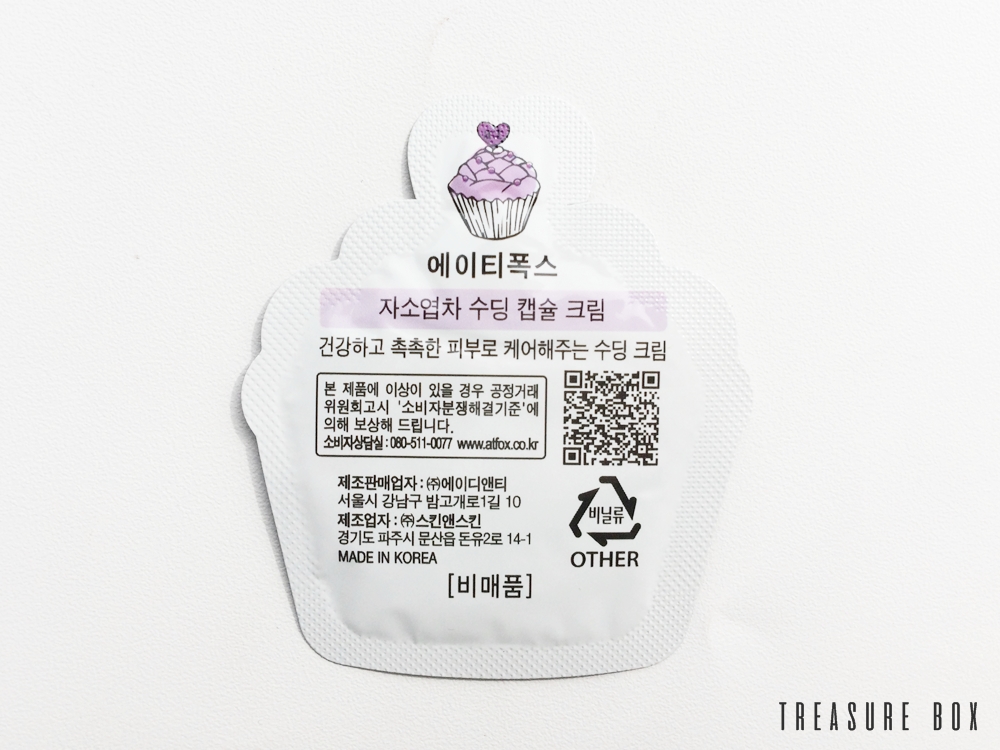 에이티폭스
자소엽차 수딩 캡슐 크림
건강하고 촉촉한 피부로 케어해주는 수딩 크림
본 제품에 이상이 있을 경우 공정거래
위원회고시 '소비자분쟁해결기준'에
의해 보상해 드립니다.
소비자상담실 : 080-511-0077 www.atfox.co.kr
제조판매업자 : ㈜에이디앤티
서울시 강남구 밤고개로1길 10
제조업자 : ㈜스킨앤스킨
경기도 파주시 문산읍 돈유2로 14-1
MADE IN KOREA
비닐류
OTHER
[비매품]
TREASURE BOX